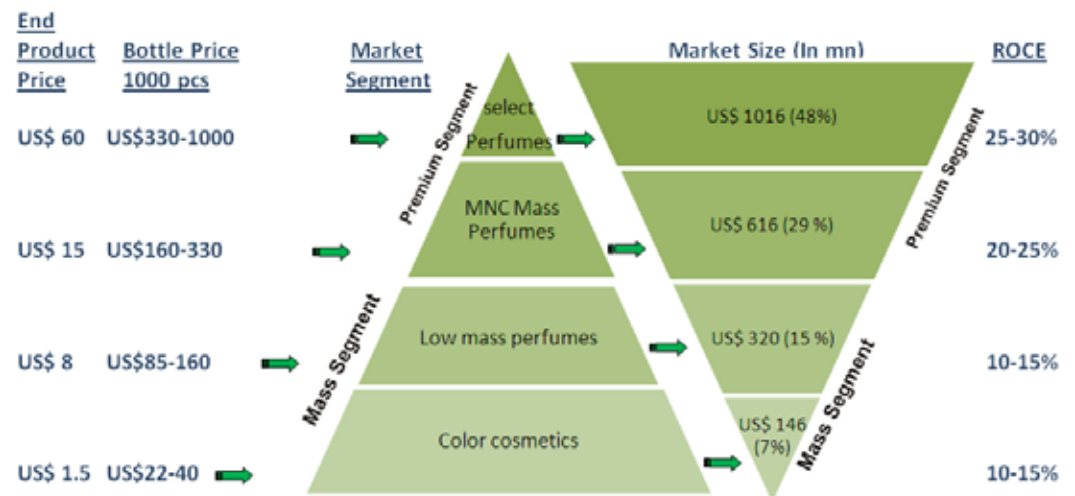 End
Product
Price
Bottle Price
1000 pcs
Market
Segment
Market Size (In mn)
ROCE
US$ 60 US$330-1000
select
Perfumes
US$ 1016 (48%)
25-30%
Premium Segment
Premium Segment
US$ 15 US$160-330
MNC Mass
Perfumes
US$ 616 (29 %)
20-25%
US$ 8 US$85-160
Low mass perfumes
US$ 320 (15 %)
10-15%
Mass Segment
Mass Segment
US$ 1.5 US$22-40
Color cosmetics
US$ 146
(7%)
10-15%